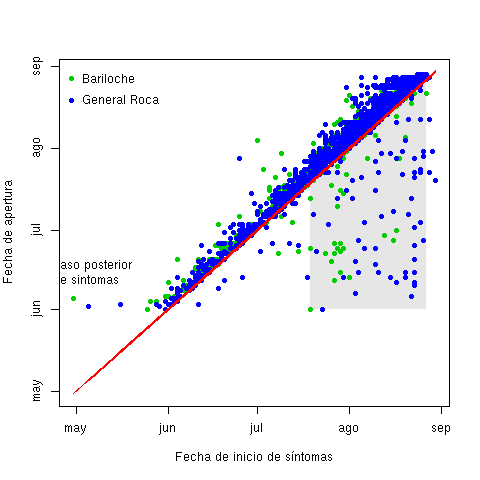 Bariloche
General Roca
aso posterior
e sintomas
sep
ago
jul
jun
may
Fecha de apertura
may
jun
jul
ago
sep
Fecha de inicio de síntomas